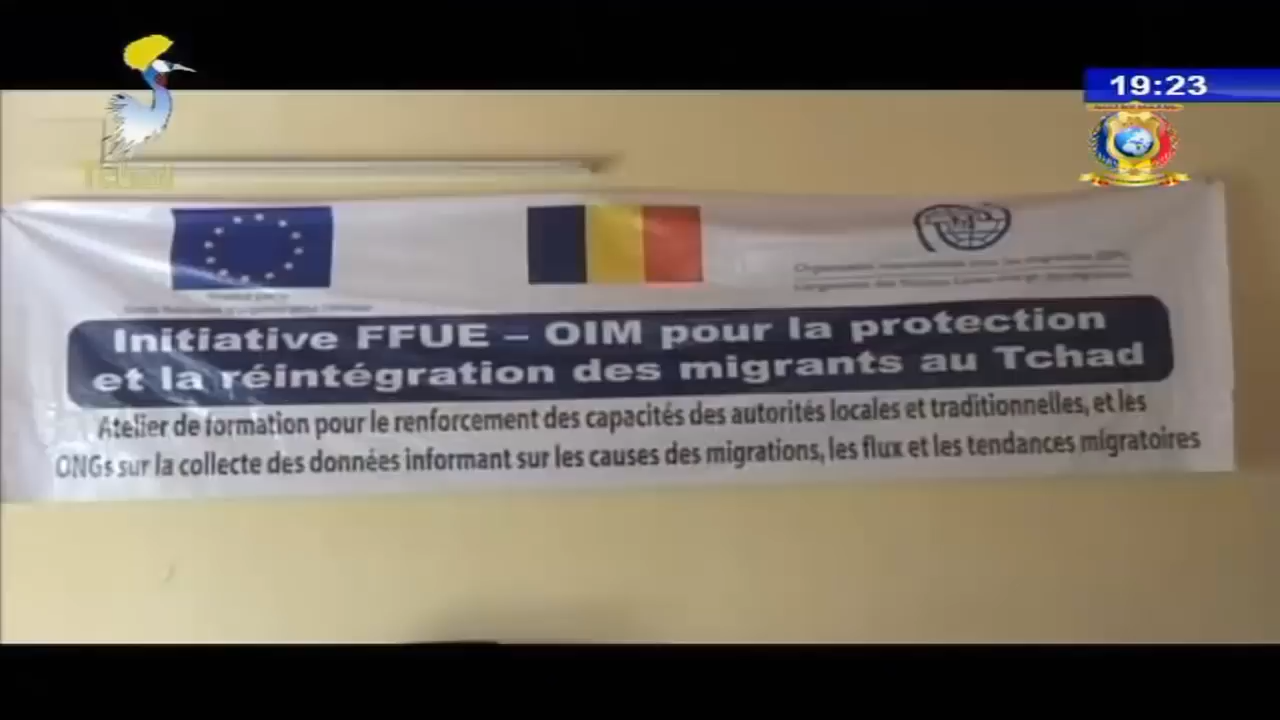 19:23
Initiative FFUE – OIM pour la protection
et la réintégration des migrants au Tchad
Atelier de formation pour le renforcement des capacités des autorités locales et traditionnelles, et les
ONGs sur la collecte des données informant sur les causes des migrations, les flux et les tendances migratoires